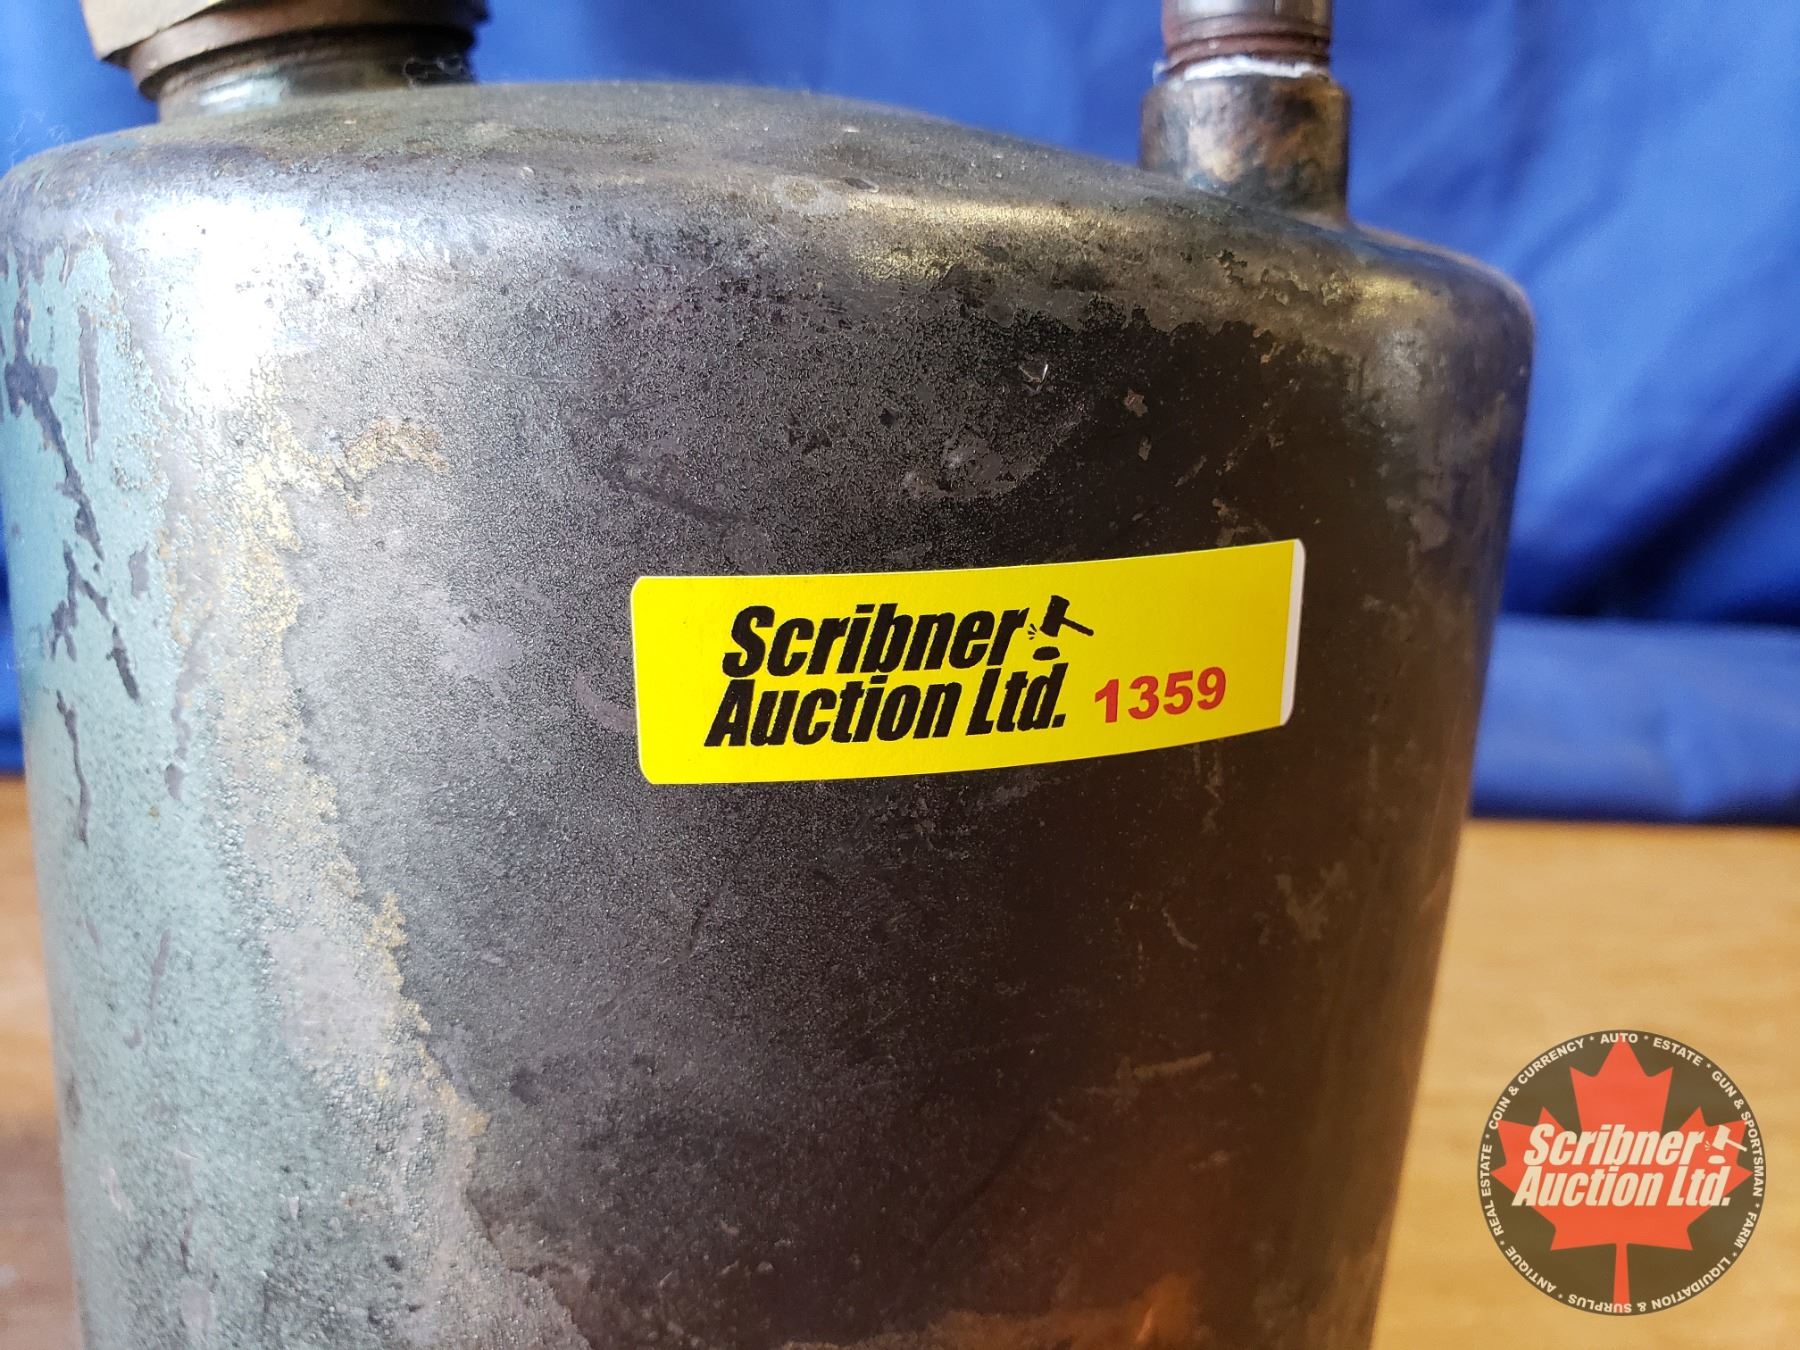 Scribner
Auction Ltd. 1359
COIN & CURRENCY * AUTO * ESTATE * GUN & SPORTSMAN * FARM * LIQUIDATION & SURPLUS * ANTIQUE * REAL ESTATE *
Scribner
Auction Ltd.